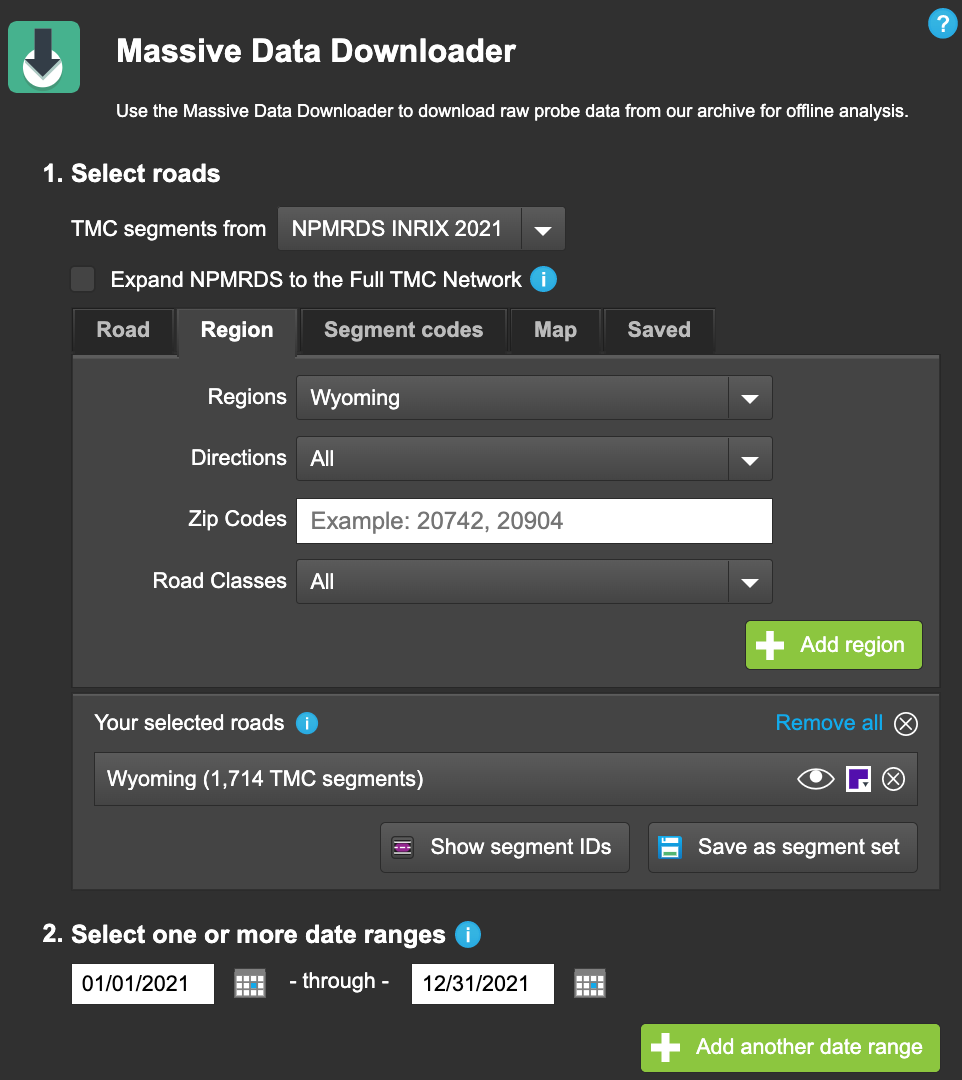 ?
Massive Data Downloader
Use the Massive Data Downloader to download raw probe data from our archive for offline analysis.
1. Select roads
TMC segments from NPMRDS INRIX 2021
Expand NPMRDS to the Full TMC Network i
Road Region Segment codes Map Saved
Regions Wyoming
Directions All
Zip Codes Example: 20742, 20904
Road Classes All
Add region
Your selected roads i Remove all
Wyoming (1,714 TMC segments)
Show segment IDs Save as segment set
2. Select one or more date ranges i
01/01/2021 - through - 12/31/2021
Add another date range